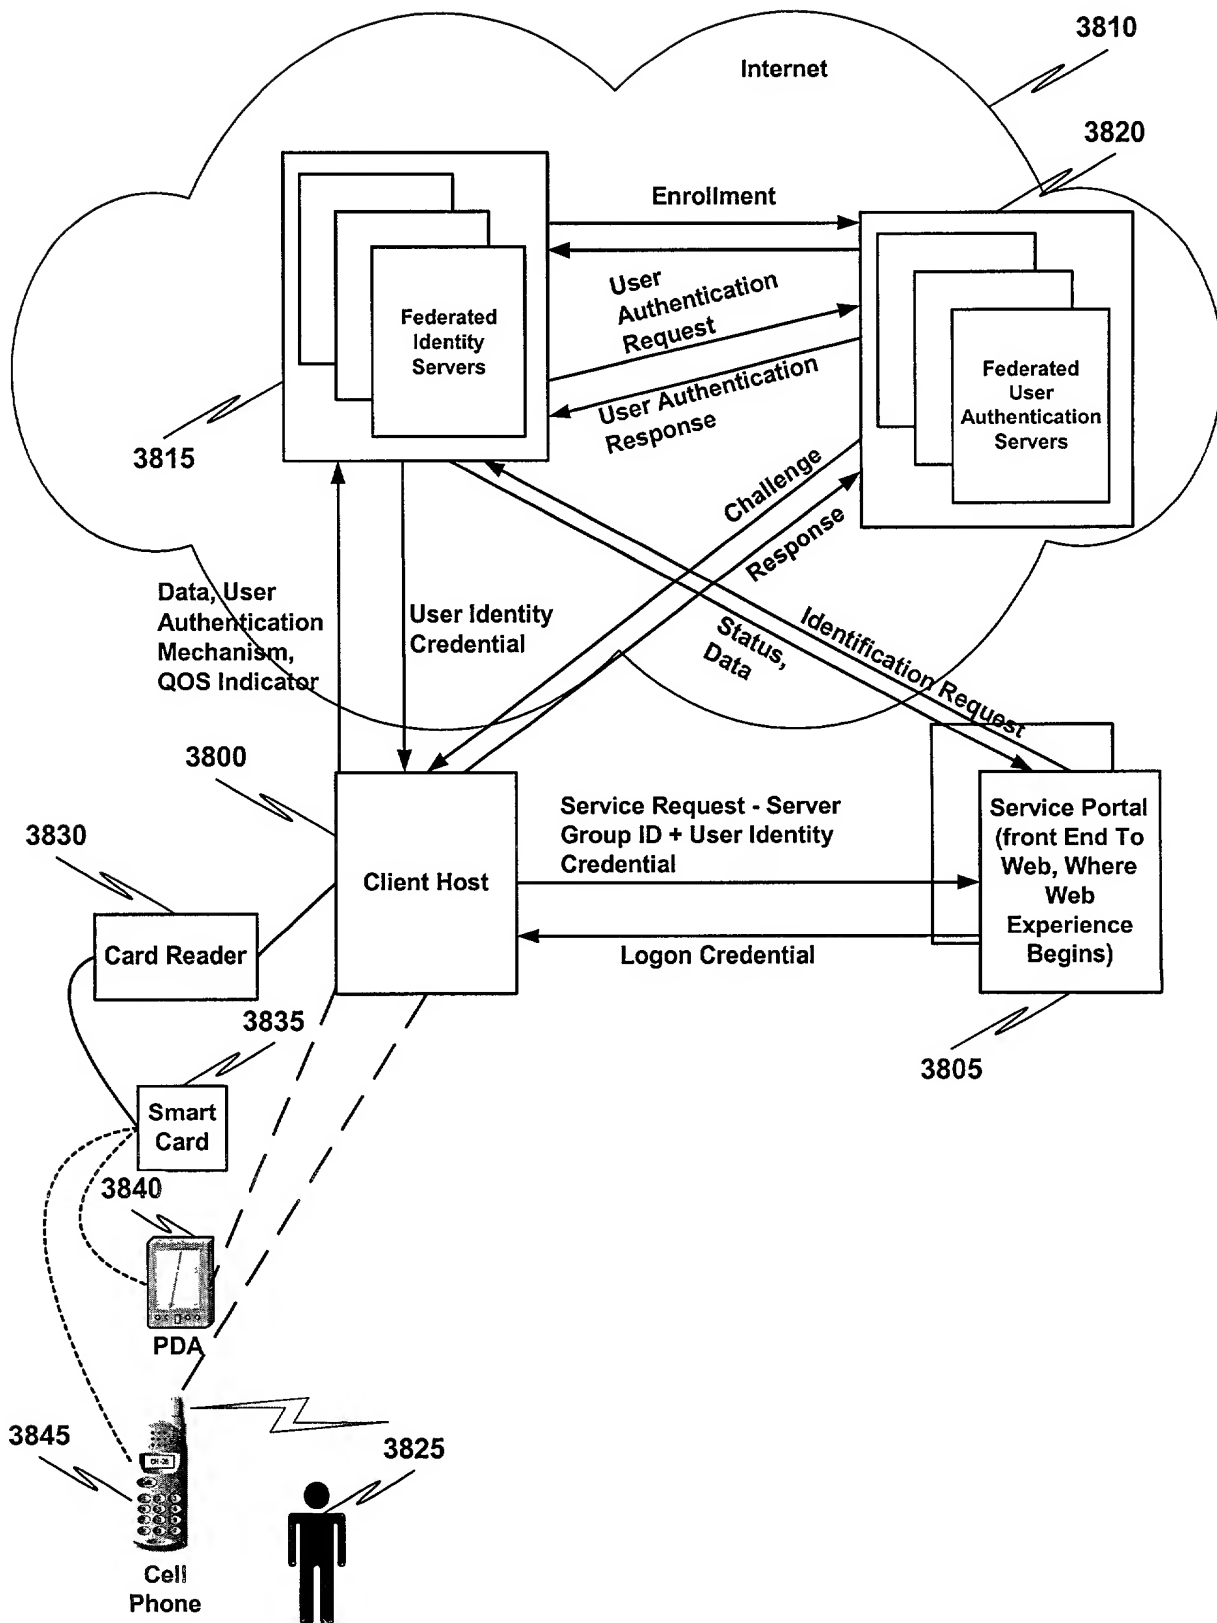 3810
Internet
3820
Enrollment
User
Authentication
Request
Federated
Identity
Servers
Federated
User
Authentication
Servers
User Authentication
Response
3815
Challenge
Response
Data, User
Authentication
Mechanism,
QOS Indicator
User Identity
Credential
Identification Request
Status,
Data
3800
Service Request - Server
Group ID + User Identity
Credential
Service Portal
(front End To
Web, Where
Web
Experience
Begins)
3830
Client Host
Card Reader
Logon Credential
3835
3805
Smart
Card
3840
PDA
3845
3825
Cell
Phone